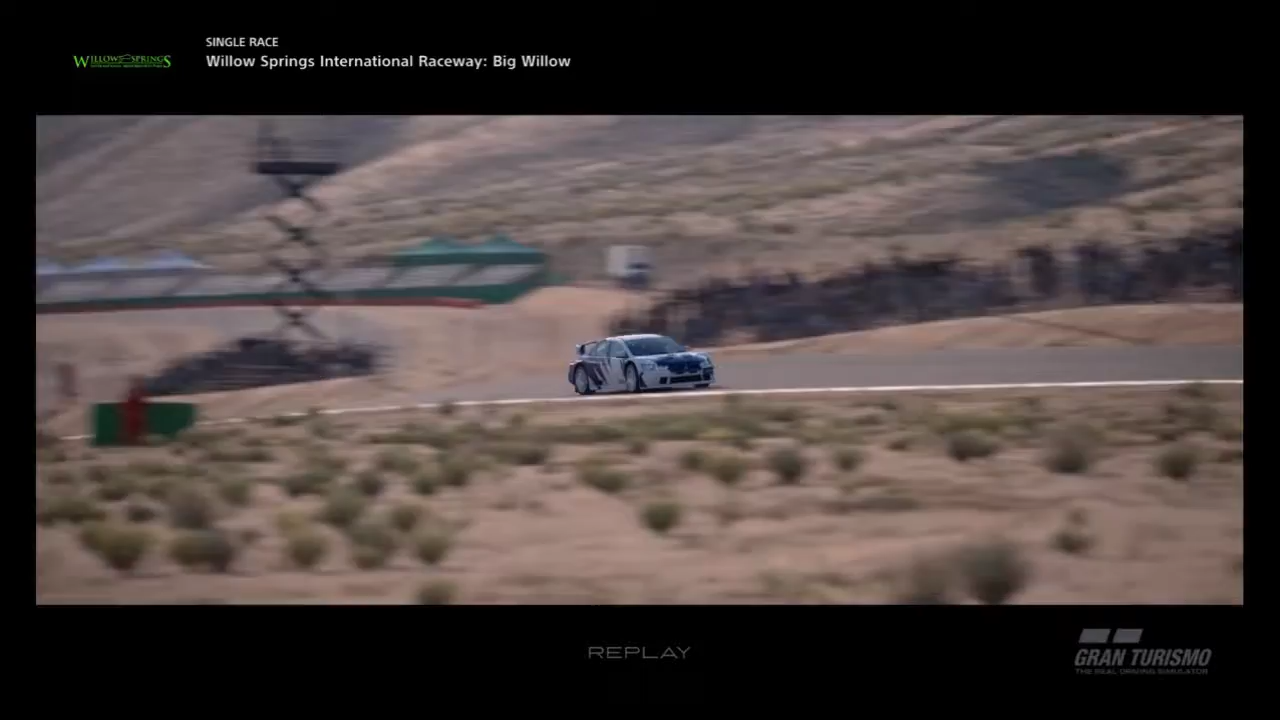 SINGLE RACE
WILLOW SPRINGS
Willow Springs International Raceway: Big Willow
REPLAY
GRAN TURISMO
THE REAL DRIVING SIMULATOR